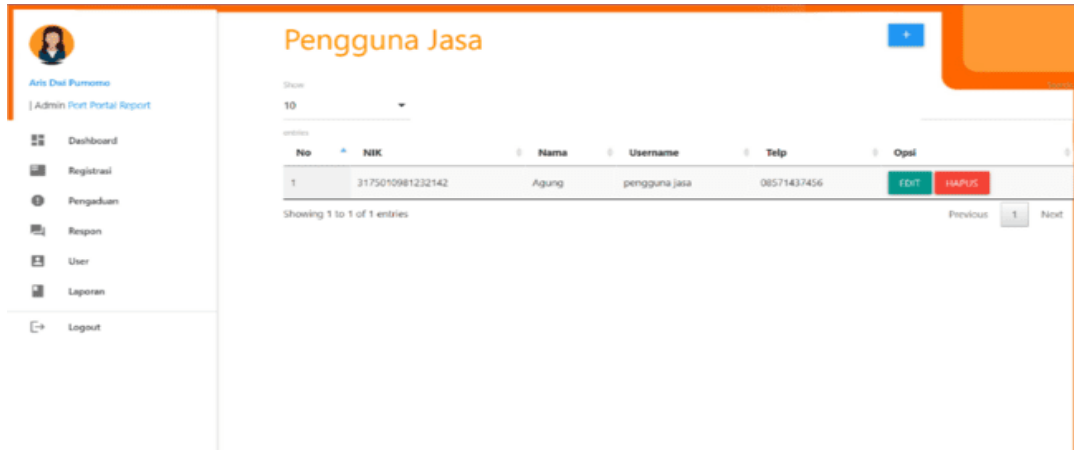 Pengguna Jasa
+
Aris Dwi Purnomo
| Admin Port Portal Report
Dashboard
Registrasi
Pengaduan
Respon
User
Laporan
Logout
Show
10
entries
No NIK Nama Username Telp Opsi
1 3175010981232142 Agung pengguna jasa 08571437456 EDIT HAPUS
Showing 1 to 1 of 1 entries
Previous 1 Next